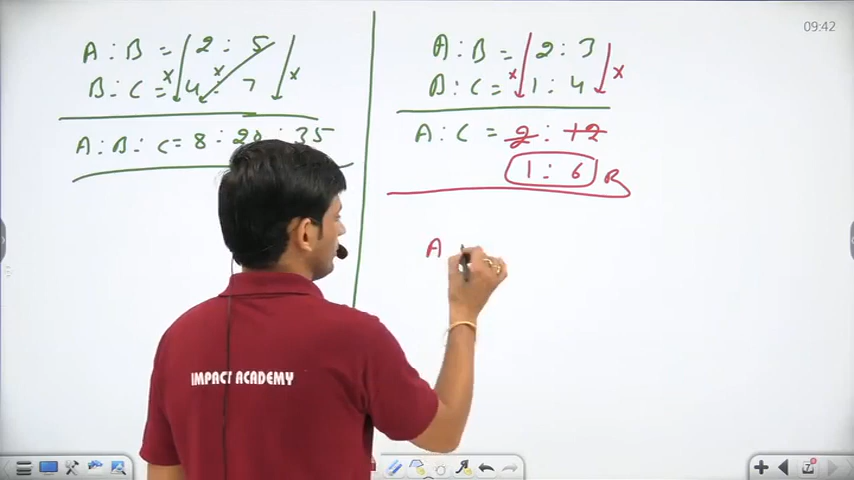 09:42
A : B = 2 : 5
B : C = 4 : 7
A : B : C = 8 : 20 : 35
A : B = 2 : 3
B : C = 1 : 4
A : C = 2 : 12
1 : 6
A
IMPACT ACADEMY